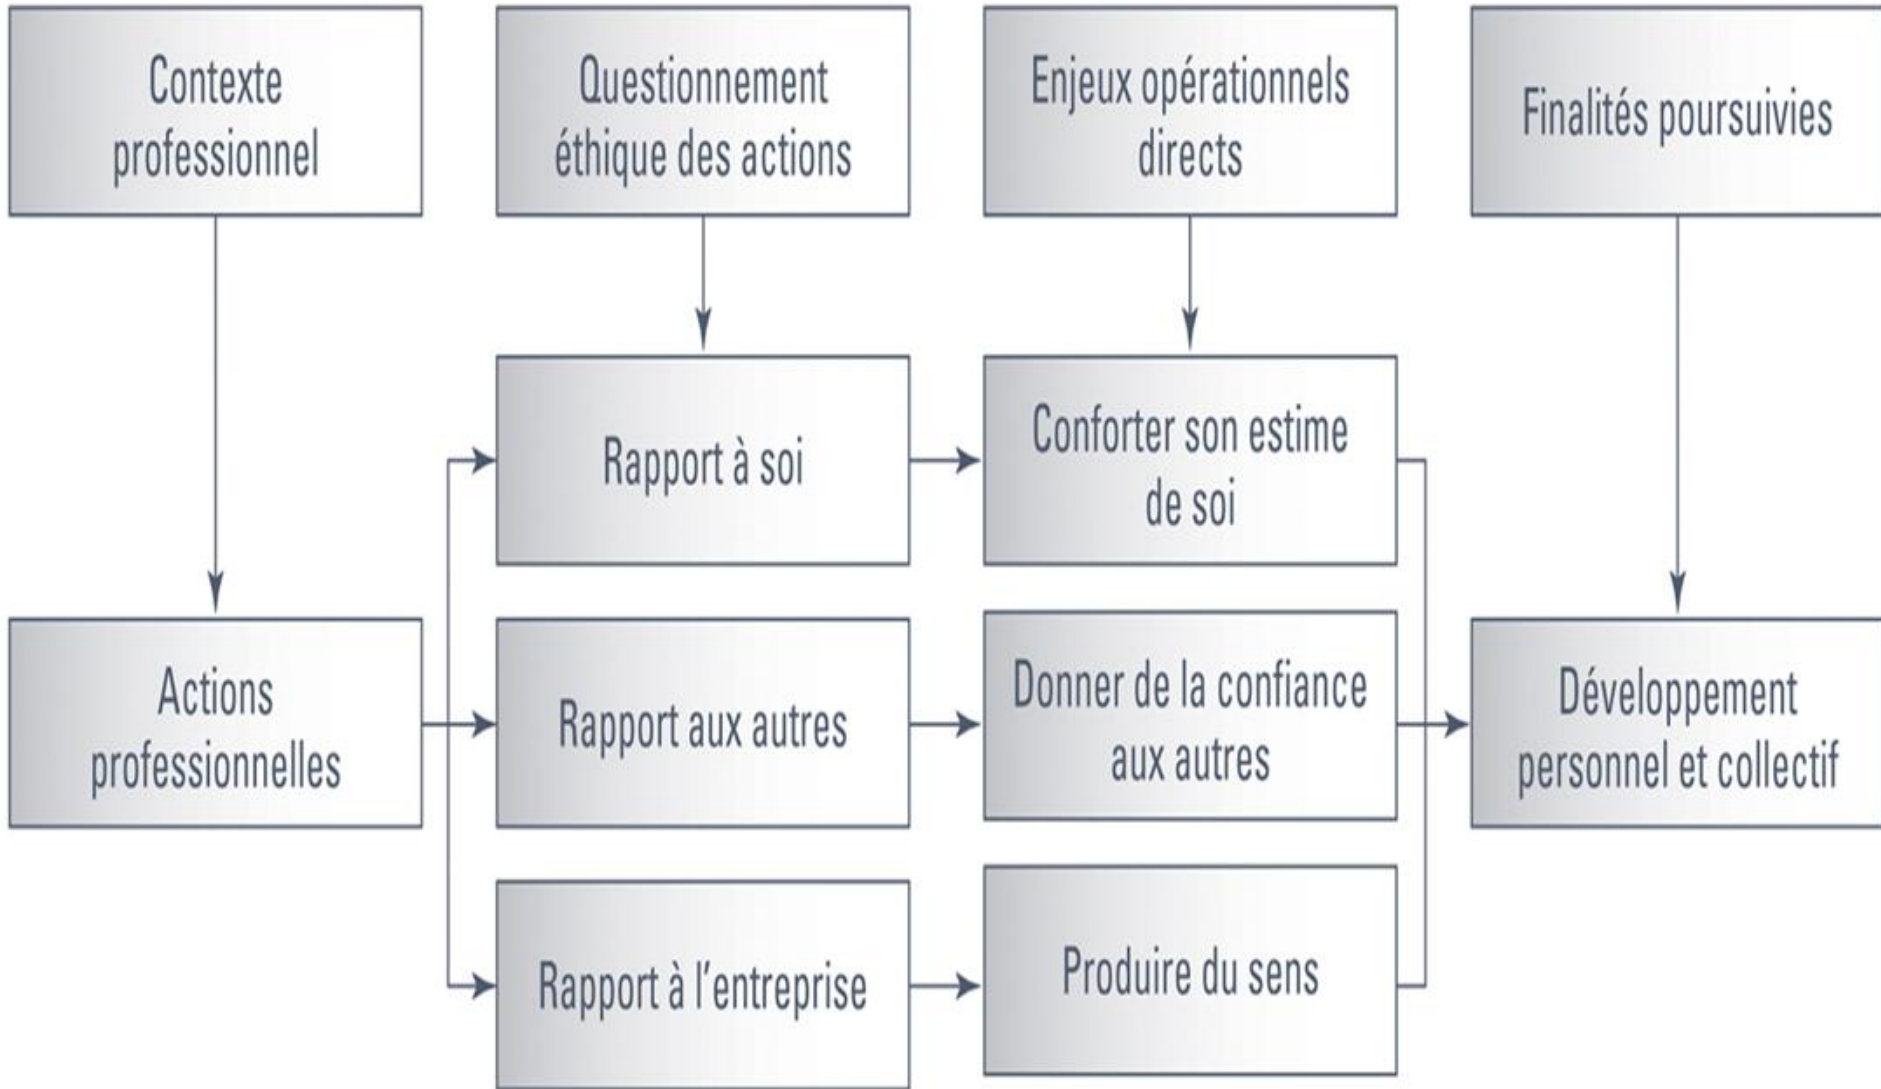 Contexte
professionnel
Questionnement
éthique des actions
Enjeux opérationnels
directs
Finalités poursuivies
Rapport à soi
Conforter son estime
de soi
Actions
professionnelles
Rapport aux autres
Donner de la confiance
aux autres
Développement
personnel et collectif
Rapport à l’entreprise
Produire du sens